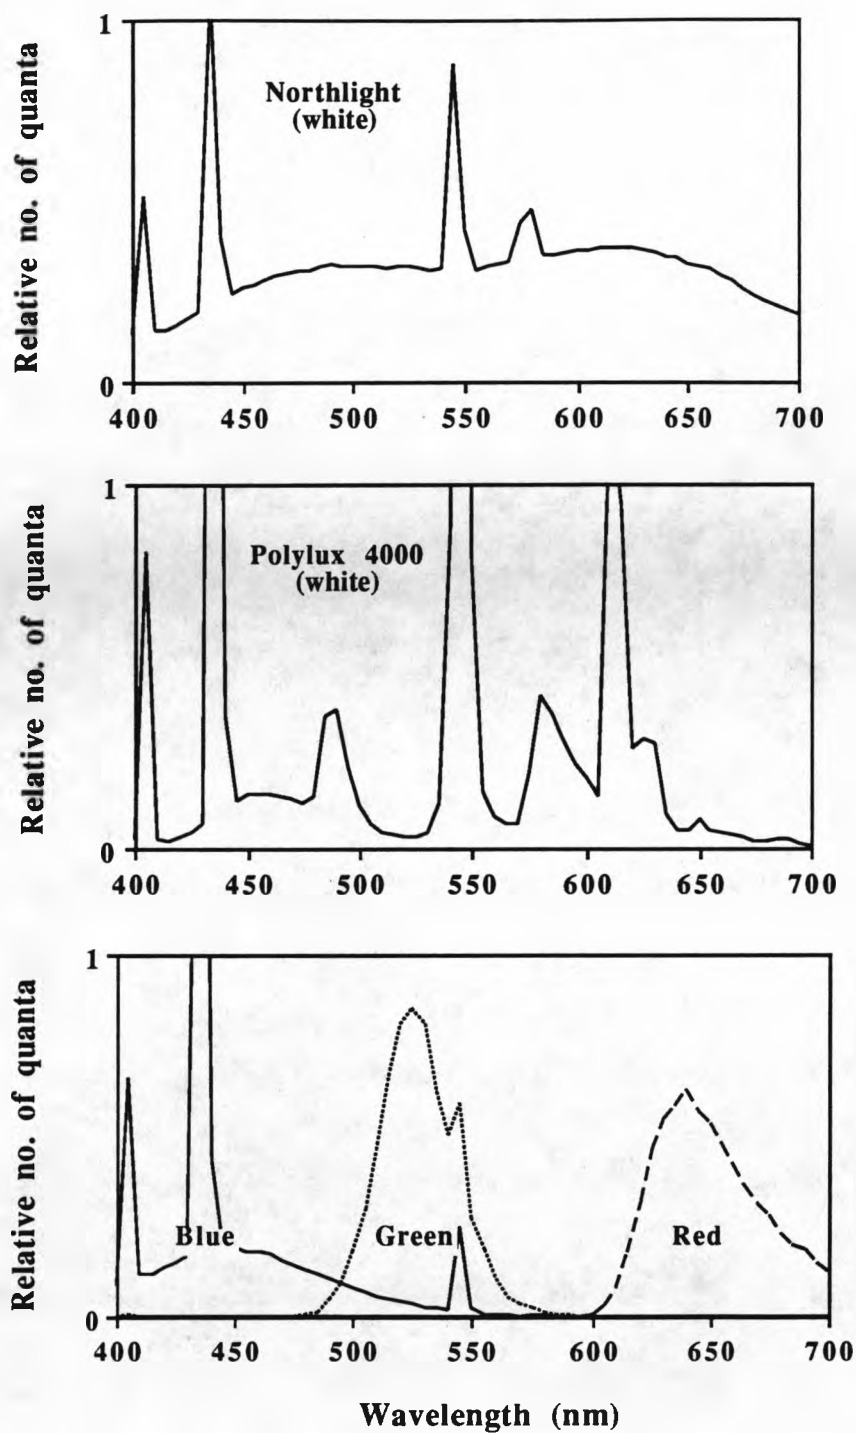 Relative no. of quanta
1
Northlight
(white)
0
400 450 500 550 600 650 700
Relative no. of quanta
1
Polylux 4000
(white)
0
400 450 500 550 600 650 700
Relative no. of quanta
1
Blue Green Red
0
400 450 500 550 600 650 700
Wavelength (nm)